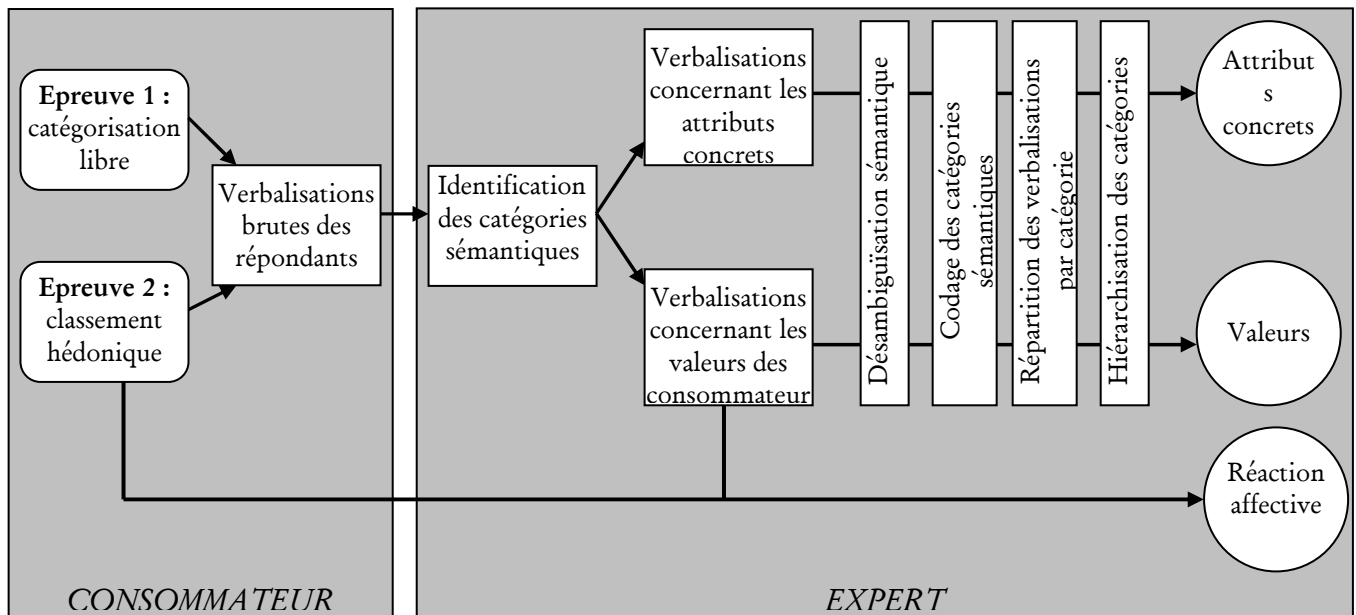 Epreuve 1 :
catégorisation
libre
Epreuve 2 :
classement
hédonique
Verbalisations
brutes des
répondants
CONSOMMATEUR
Identification
des catégories
sémantiques
Verbalisations
concernant les
attributs
concrets
Verbalisations
concernant les
valeurs des
consommateur
Désambiguïsation sémantique
Codage des catégories
sémantiques
Répartition des verbalisations
par catégorie
Hiérarchisation des catégories
Attribut
s
concrets
Valeurs
Réaction
affective
EXPERT